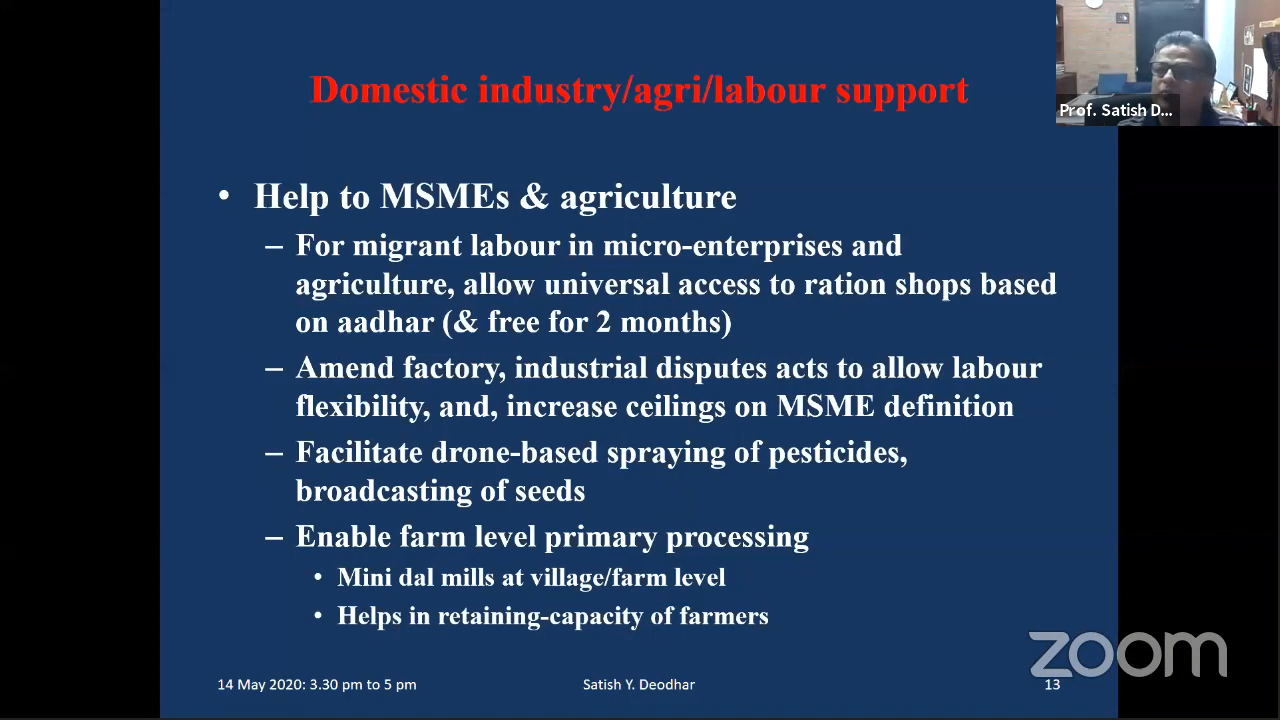 Domestic industry/agri/labour support
Prof. Satish D...
• Help to MSMEs & agriculture
– For migrant labour in micro-enterprises and
agriculture, allow universal access to ration shops based
on aadhar (& free for 2 months)
– Amend factory, industrial disputes acts to allow labour
flexibility, and, increase ceilings on MSME definition
– Facilitate drone-based spraying of pesticides,
broadcasting of seeds
– Enable farm level primary processing
• Mini dal mills at village/farm level
• Helps in retaining-capacity of farmers
zoom
14 May 2020: 3.30 pm to 5 pm
Satish Y. Deodhar
13